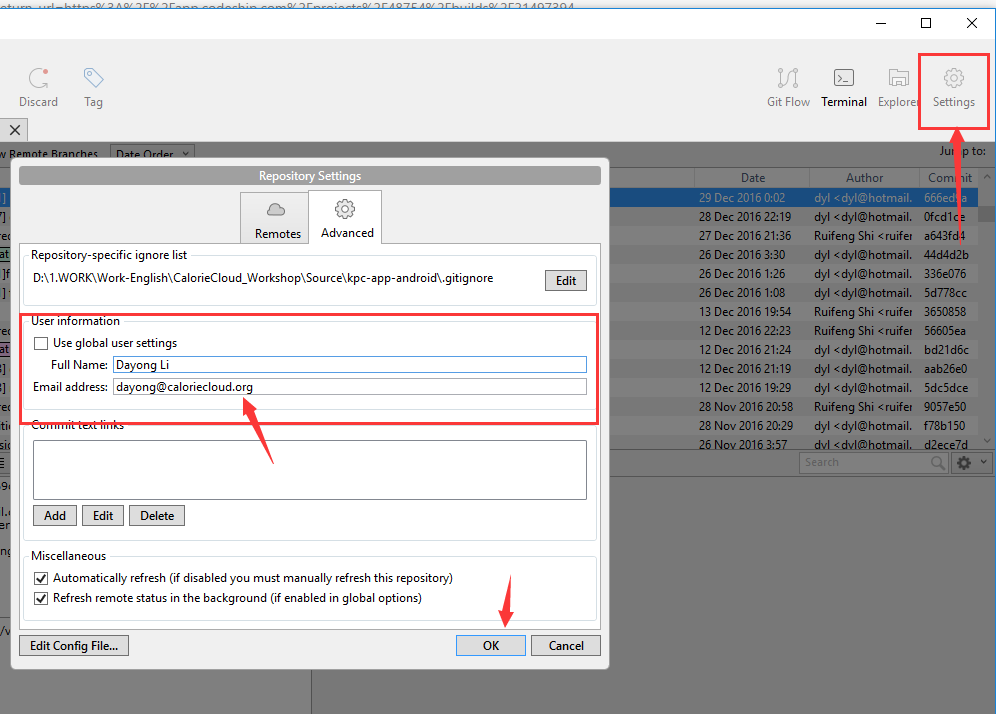 eturn_url=https%3A%2F%2Fapp.codeship.com%2Fprojects%2F48754%2Fbuilds%2F21497394
Discard
Tag
Git Flow
Terminal
Explorer
Settings
w Remote Branches
Date Order
Jump to:
Date
Author
Commit
29 Dec 2016 0:02 dyl <dyl@hotmail.
28 Dec 2016 22:19 dyl <dyl@hotmail. 0fcd1ce
27 Dec 2016 21:36 Ruifeng Shi <ruifer a643fd4
26 Dec 2016 3:30 dyl <dyl@hotmail. 44d4d2b
26 Dec 2016 1:26 dyl <dyl@hotmail. 336e076
26 Dec 2016 1:08 dyl <dyl@hotmail. 5d778cc
13 Dec 2016 19:54 dyl <dyl@hotmail. 3650858
12 Dec 2016 22:23 Ruifeng Shi <ruifer 56605ea
12 Dec 2016 21:24 dyl <dyl@hotmail. bd21d6c
12 Dec 2016 21:19 dyl <dyl@hotmail. aab26e0
12 Dec 2016 19:29 dyl <dyl@hotmail. 5dc5dce
28 Nov 2016 20:58 Ruifeng Shi <ruifer 9057e50
28 Nov 2016 20:29 dyl <dyl@hotmail. f78b150
26 Nov 2016 3:57 dyl <dyl@hotmail. d2ece7d
Search
Repository Settings
Remotes
Advanced
Repository-specific ignore list
D:\1.WORK\Work-English\CalorieCloud_Workshop\Source\kpc-app-android\.gitignore
Edit
User information
Use global user settings
Full Name: Dayong Li
Email address: dayong@caloriecloud.org
Commit text links
Add
Edit
Delete
Miscellaneous
Automatically refresh (if disabled you must manually refresh this repository)
Refresh remote status in the background (if enabled in global options)
Edit Config File...
OK
Cancel